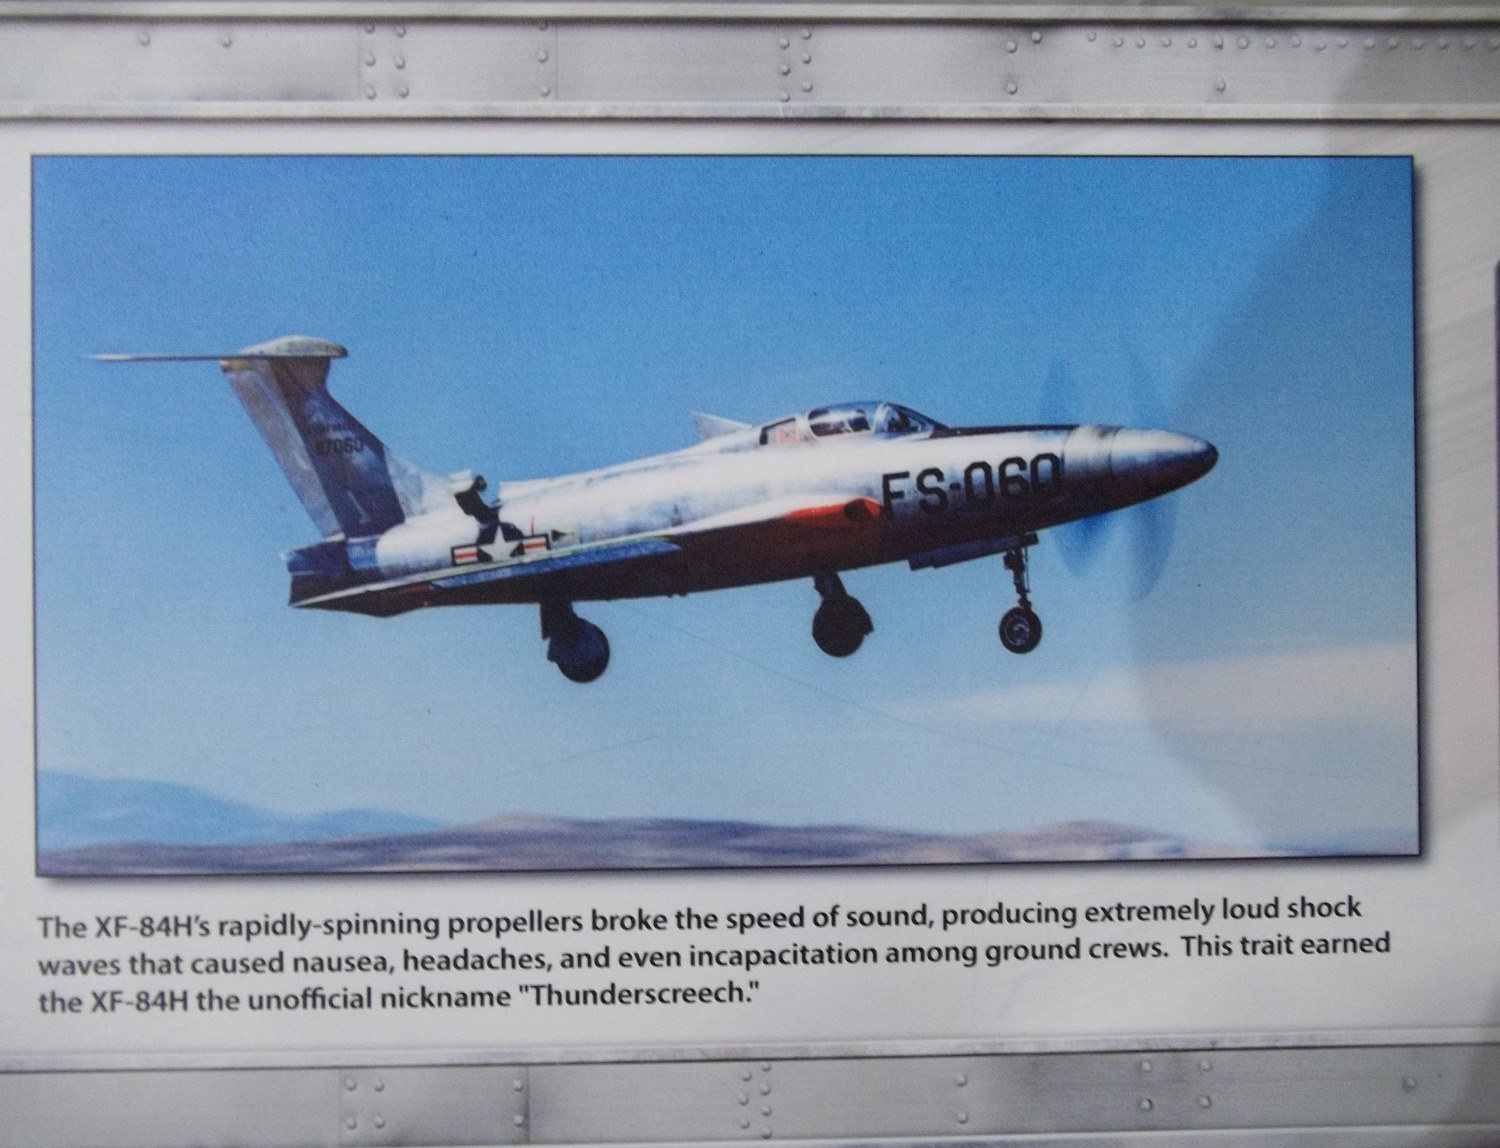 FS-060
The XF-84H's rapidly-spinning propellers broke the speed of sound, producing extremely loud shock
waves that caused nausea, headaches, and even incapacitation among ground crews. This trait earned
the XF-84H the unofficial nickname "Thunderscreech."